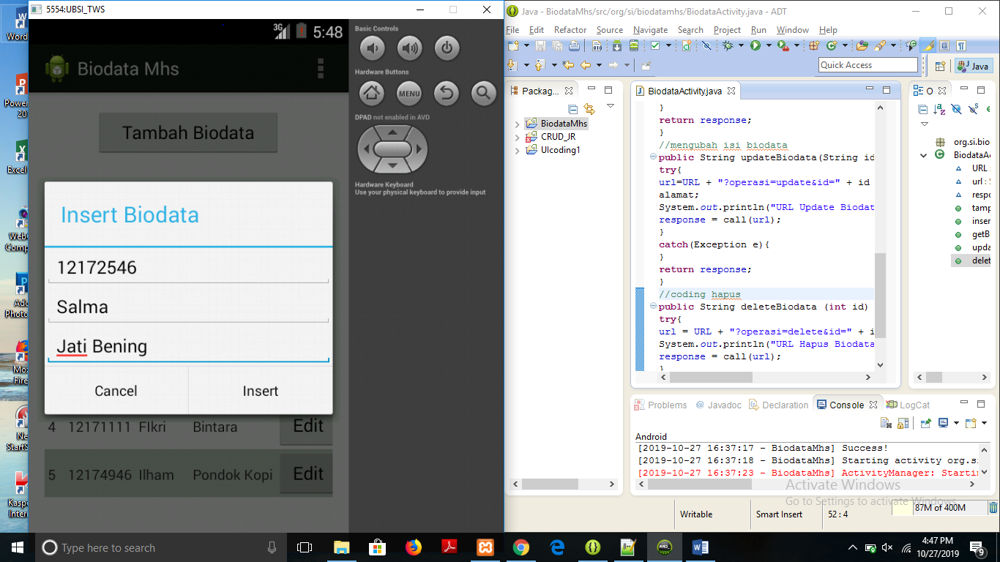 5554:UBSI_TWS
3G
5:48
Biodata Mhs
Tambah Biodata
Insert Biodata
12172546
Salma
Jati Bening
Cancel
Insert
4 12171111 FIkri Bintara Edit
5 12174946 Ilham Pondok Kopi Edit
Basic Controls
Hardware Buttons
MENU
DPAD not enabled in AVD
Hardware Keyboard
Use your physical keyboard to provide input
Word
Power
20
Excel
Web
Comp
Ado
Photo
Moz
Fire
Ne
StartS
Kasp
Inter
Java - BiodataMhs/src/org/si/biodatamhs/BiodataActivity.java - ADT
File Edit Refactor Source Navigate Search Project Run Window Help
Quick Access
Java
Packag...
BiodataMhs
CRUD_JR
UIcoding1
BiodataActivity.java
}
return response;
}
//mengubah isi biodata
public String updateBiodata(String id
try{
url=URL + "?operasi=update&id=" + id
alamat;
System.out.println("URL Update Biodat
response = call(url);
}
catch(Exception e){
}
return response;
}
//coding hapus
public String deleteBiodata (int id)
try{
url = URL + "?operasi=delete&id=" + i
System.out.println("URL Hapus Biodata
response = call(url);
}
O
org.si.bio
BiodataA
URL :
url : S
respo
tamp
inser
getB
upda
delet
Problems @ Javadoc Declaration Console LogCat
Android
[2019-10-27 16:37:17 - BiodataMhs] Success!
[2019-10-27 16:37:18 - BiodataMhs] Starting activity org.s
[2019-10-27 16:37:23 - BiodataMhs] ActivityManager: Starti
Activate Windows
Go to Settings to activate Windows.
Writable
Smart Insert
52 : 4
87M of 400M
Type here to search
4:47 PM
10/27/2019
9